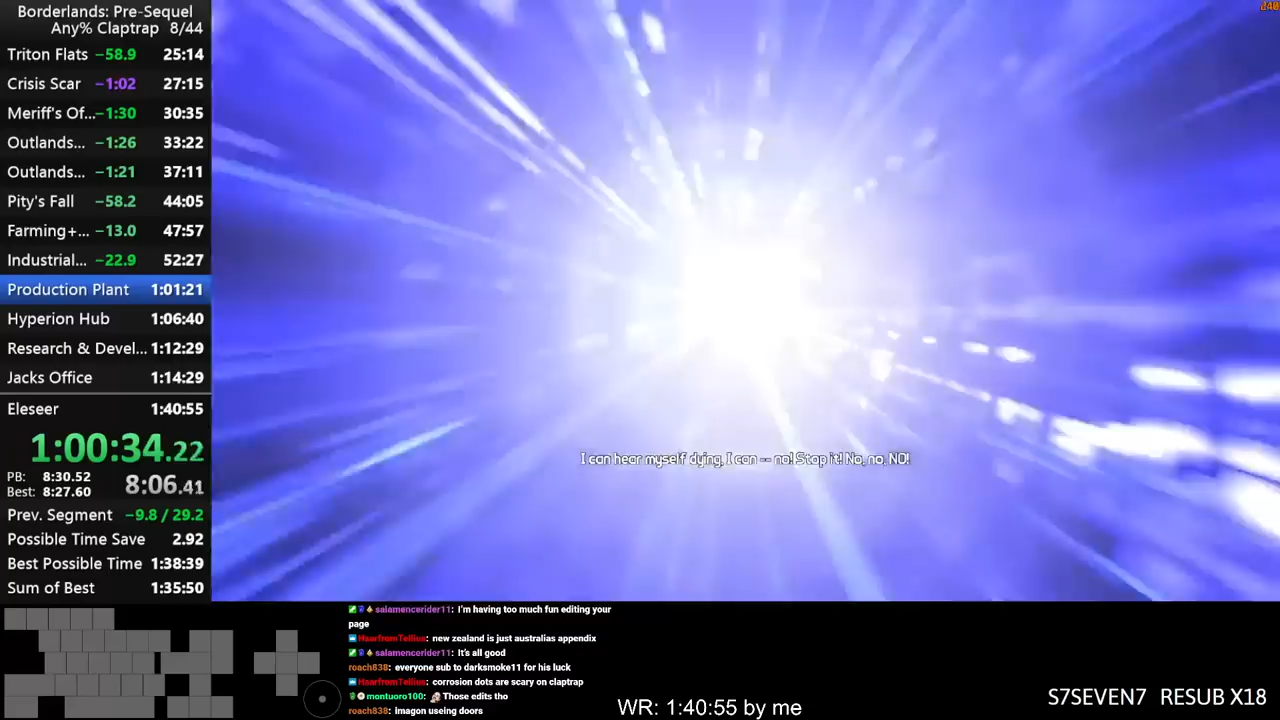 Borderlands: Pre-Sequel
Any% Claptrap 8/44
Triton Flats -58.9 25:14
Crisis Scar -1:02 27:15
Meriff's Of... -1:30 30:35
Outlands... -1:26 33:22
Outlands... -1:21 37:11
Pity's Fall -58.2 44:05
Farming+... -13.0 47:57
Industrial... -22.9 52:27
Production Plant 1:01:21
Hyperion Hub 1:06:40
Research & Devel... 1:12:29
Jacks Office 1:14:29
Eleseer 1:40:55
1:00:34.22
PB: 8:30.52
Best: 8:27.60
8:06.41
Prev. Segment -9.8 / 29.2
Possible Time Save 2.92
Best Possible Time 1:38:39
Sum of Best 1:35:50
240
I can hear myself dying, I can -- no! Stop it! No, no, NO!
salamencerider11: I'm having too much fun editing your
page
HaarfromTellius: new zealand is just australias appendix
salamencerider11: It's all good
roach838: everyone sub to darksmoke11 for his luck
HaarfromTellius: corrosion dots are scary on claptrap
montuoro100: Those edits tho
roach838: imagon useing doors
WR: 1:40:55 by me
S7SEVEN7 RESUB X18